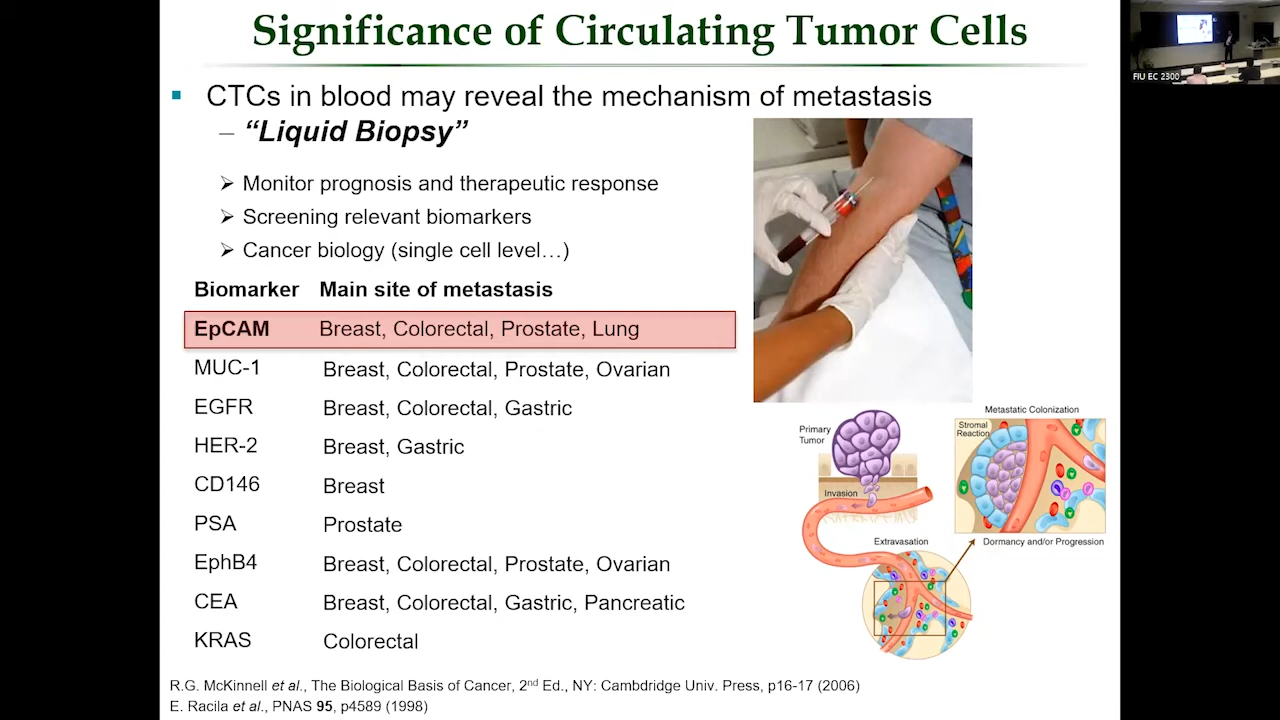 Significance of Circulating Tumor Cells
FIU EC 2300
▪ CTCs in blood may reveal the mechanism of metastasis
– “Liquid Biopsy”
➢ Monitor prognosis and therapeutic response
➢ Screening relevant biomarkers
➢ Cancer biology (single cell level…)
Biomarker Main site of metastasis
EpCAM Breast, Colorectal, Prostate, Lung
MUC-1 Breast, Colorectal, Prostate, Ovarian
EGFR Breast, Colorectal, Gastric
HER-2 Breast, Gastric
CD146 Breast
PSA Prostate
EphB4 Breast, Colorectal, Prostate, Ovarian
CEA Breast, Colorectal, Gastric, Pancreatic
KRAS Colorectal
Primary
Tumor
Invasion
Extravasation
Metastatic Colonization
Stromal
Reaction
Dormancy and/or Progression
R.G. McKinnell et al., The Biological Basis of Cancer, 2nd Ed., NY: Cambdridge Univ. Press, p16-17 (2006)
E. Racila et al., PNAS 95, p4589 (1998)